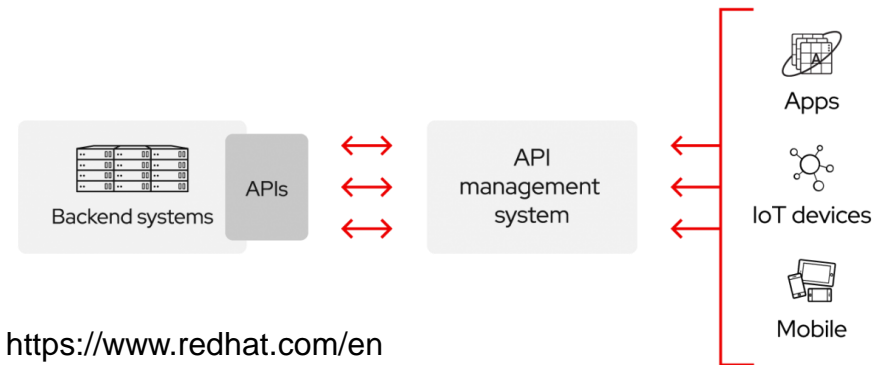 Backend systems
APIs
API
management
system
A
Apps
IoT devices
Mobile
https://www.redhat.com/en